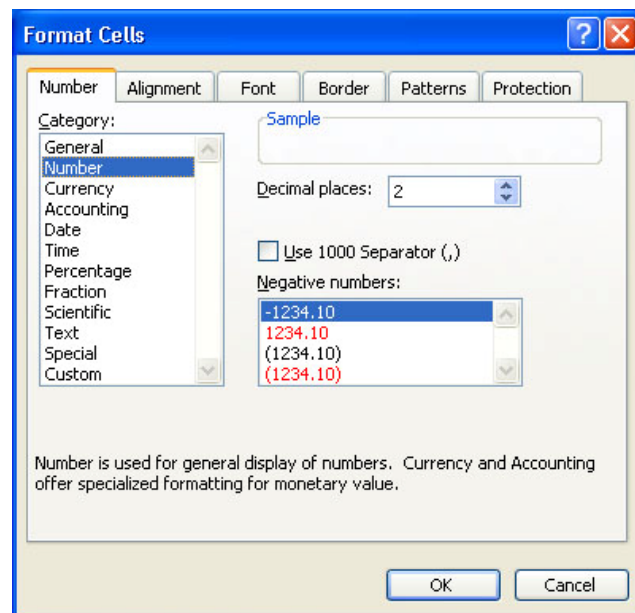 Format Cells
Number Alignment Font Border Patterns Protection
Category:
General
Number
Currency
Accounting
Date
Time
Percentage
Fraction
Scientific
Text
Special
Custom
Sample
Decimal places: 2
Use 1000 Separator (,)
Negative numbers:
-1234.10
1234.10
(1234.10)
(1234.10)
Number is used for general display of numbers. Currency and Accounting
offer specialized formatting for monetary value.
OK Cancel